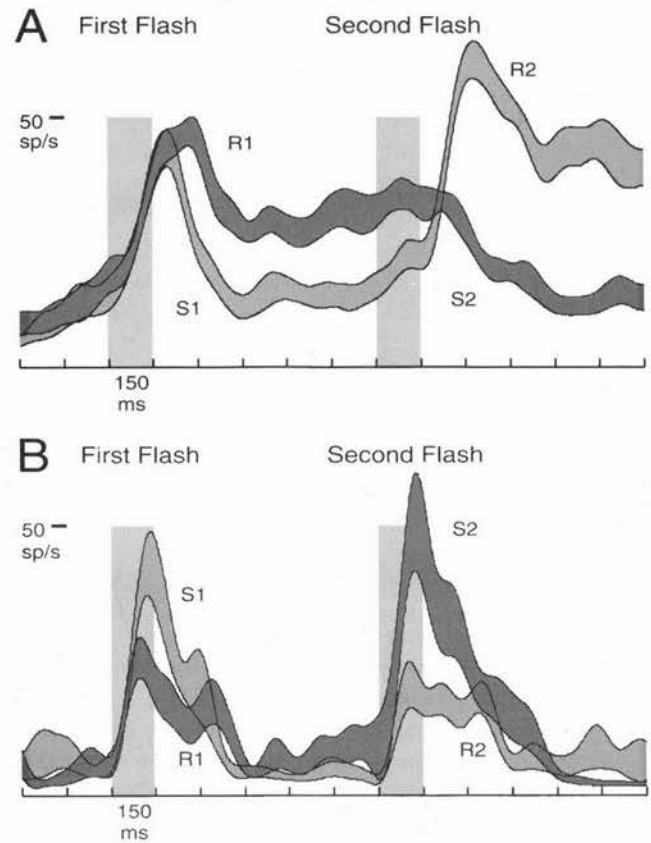 A
First Flash
Second Flash
R2
50
sp/s
R1
S1
S2
150
ms
B
First Flash
Second Flash
50
sp/s
S2
S1
R1
R2
150
ms